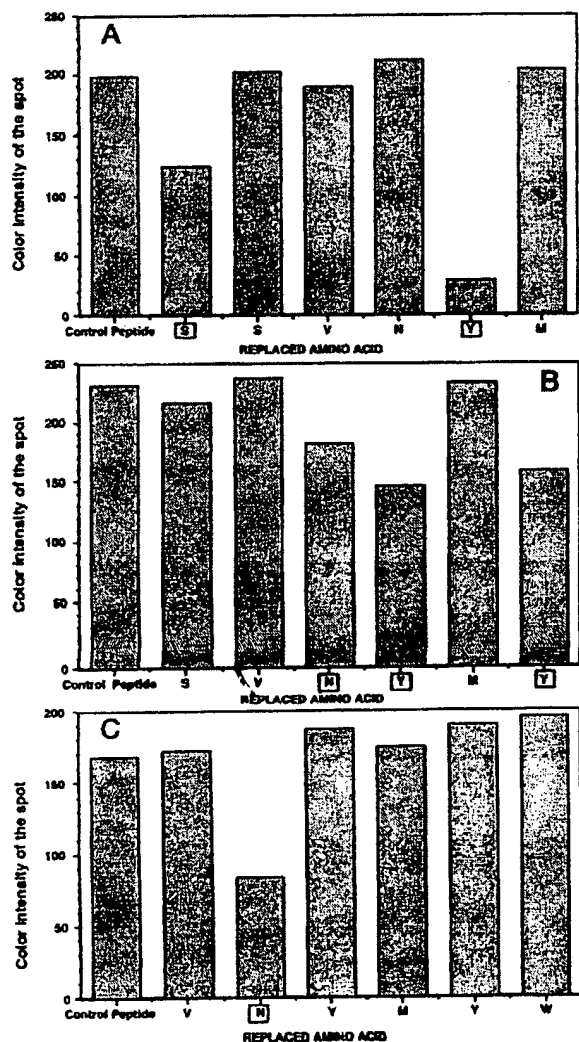 A
Color Intensity of the spot
250
200
150
100
50
0
Control Peptide S S V N Y M
REPLACED AMINO ACID
B
Color Intensity of the spot
250
200
150
100
50
0
Control Peptide S V N Y M Y
REPLACED AMINO ACID
C
Color Intensity of the spot
200
150
100
50
0
Control Peptide V N Y M Y W
REPLACED AMINO ACID